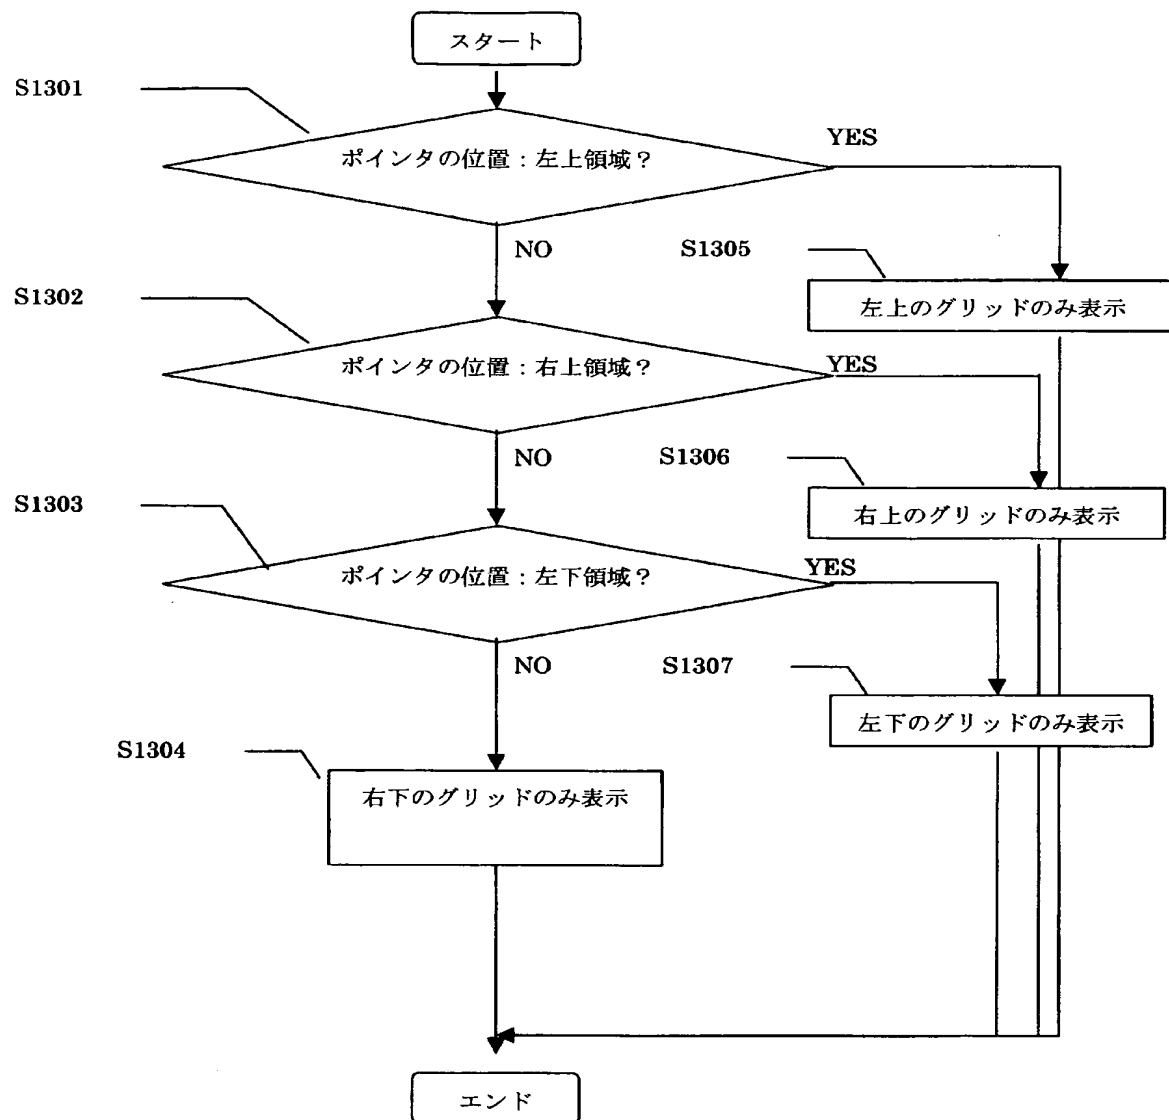 スタート
S1301
ポインタの位置:左上領域?
YES
NO
S1305
左上のグリッドのみ表示
S1302
ポインタの位置:右上領域?
YES
NO
S1306
右上のグリッドのみ表示
S1303
ポインタの位置:左下領域?
YES
NO
S1307
左下のグリッドのみ表示
S1304
右下のグリッドのみ表示
エンド